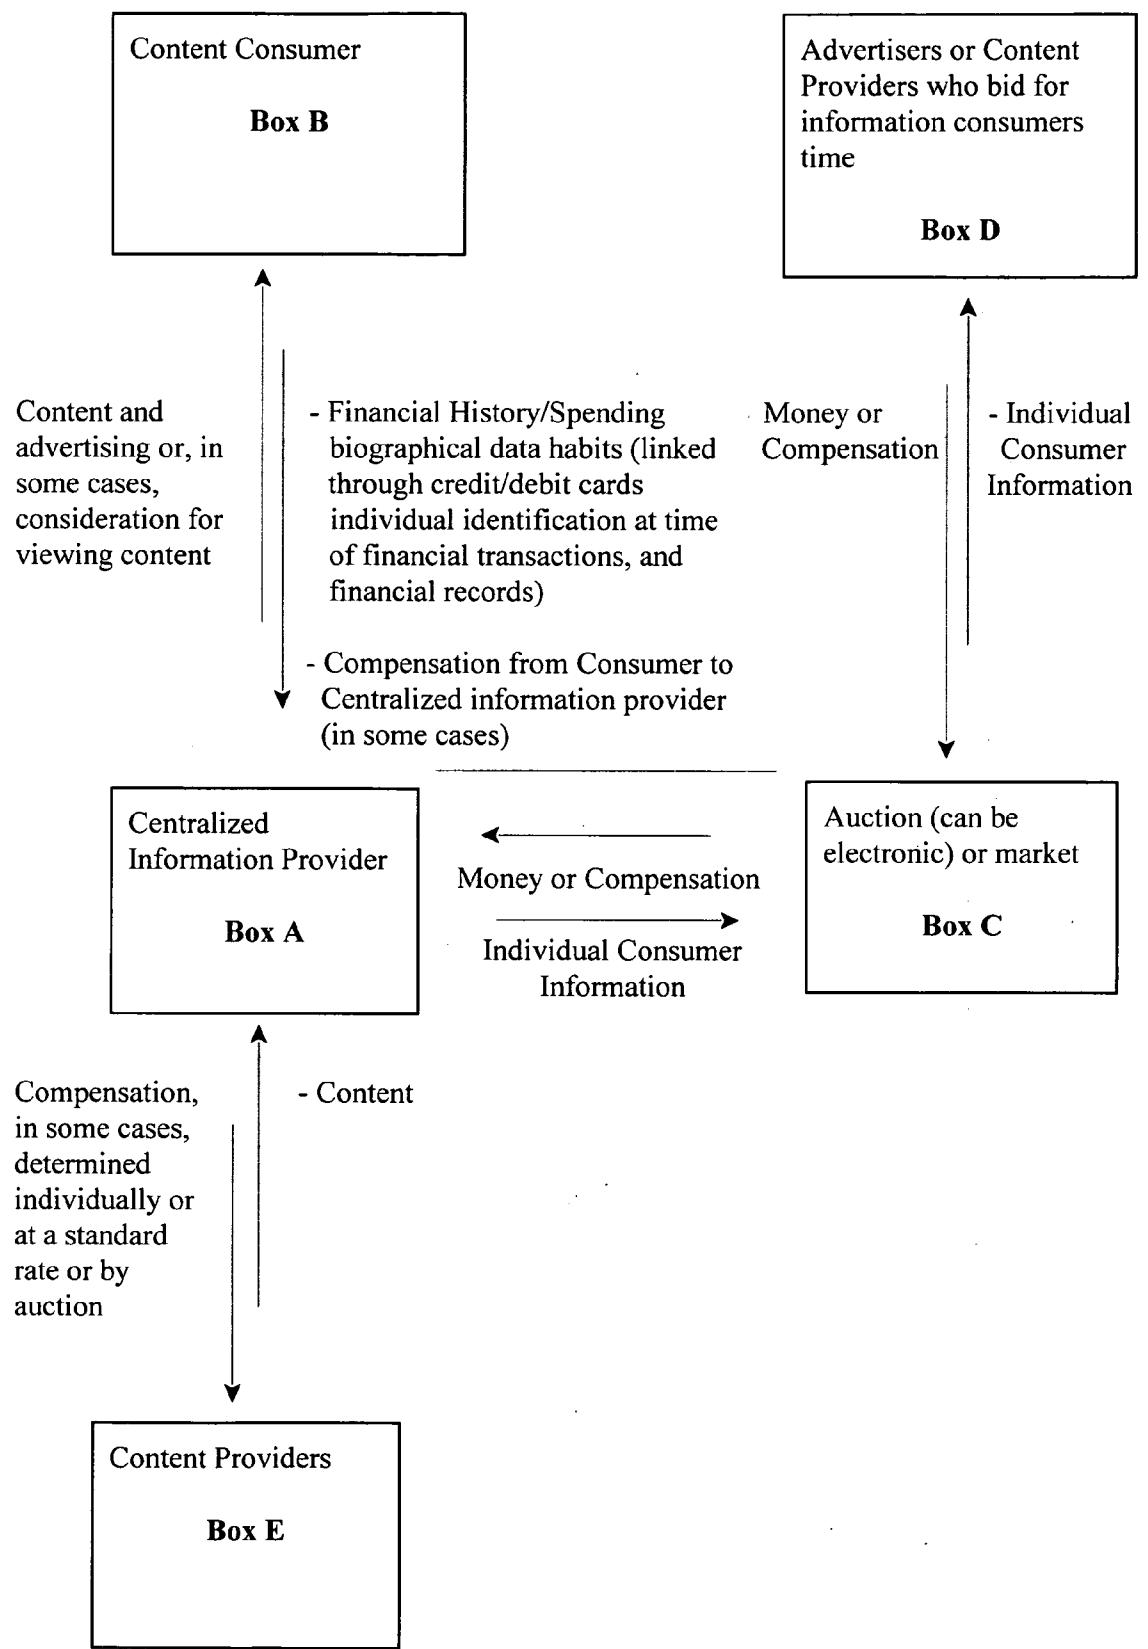 Content Consumer
Box B
Advertisers or Content
Providers who bid for
information consumers
time
Box D
Content and
advertising or, in
some cases,
consideration for
viewing content
- Financial History/Spending
biographical data habits (linked
through credit/debit cards
individual identification at time
of financial transactions, and
financial records)
- Compensation from Consumer to
Centralized information provider
(in some cases)
Money or
Compensation
- Individual
Consumer
Information
Centralized
Information Provider
Box A
Money or Compensation
Individual Consumer
Information
Auction (can be
electronic) or market
Box C
Compensation,
in some cases,
determined
individually or
at a standard
rate or by
auction
- Content
Content Providers
Box E